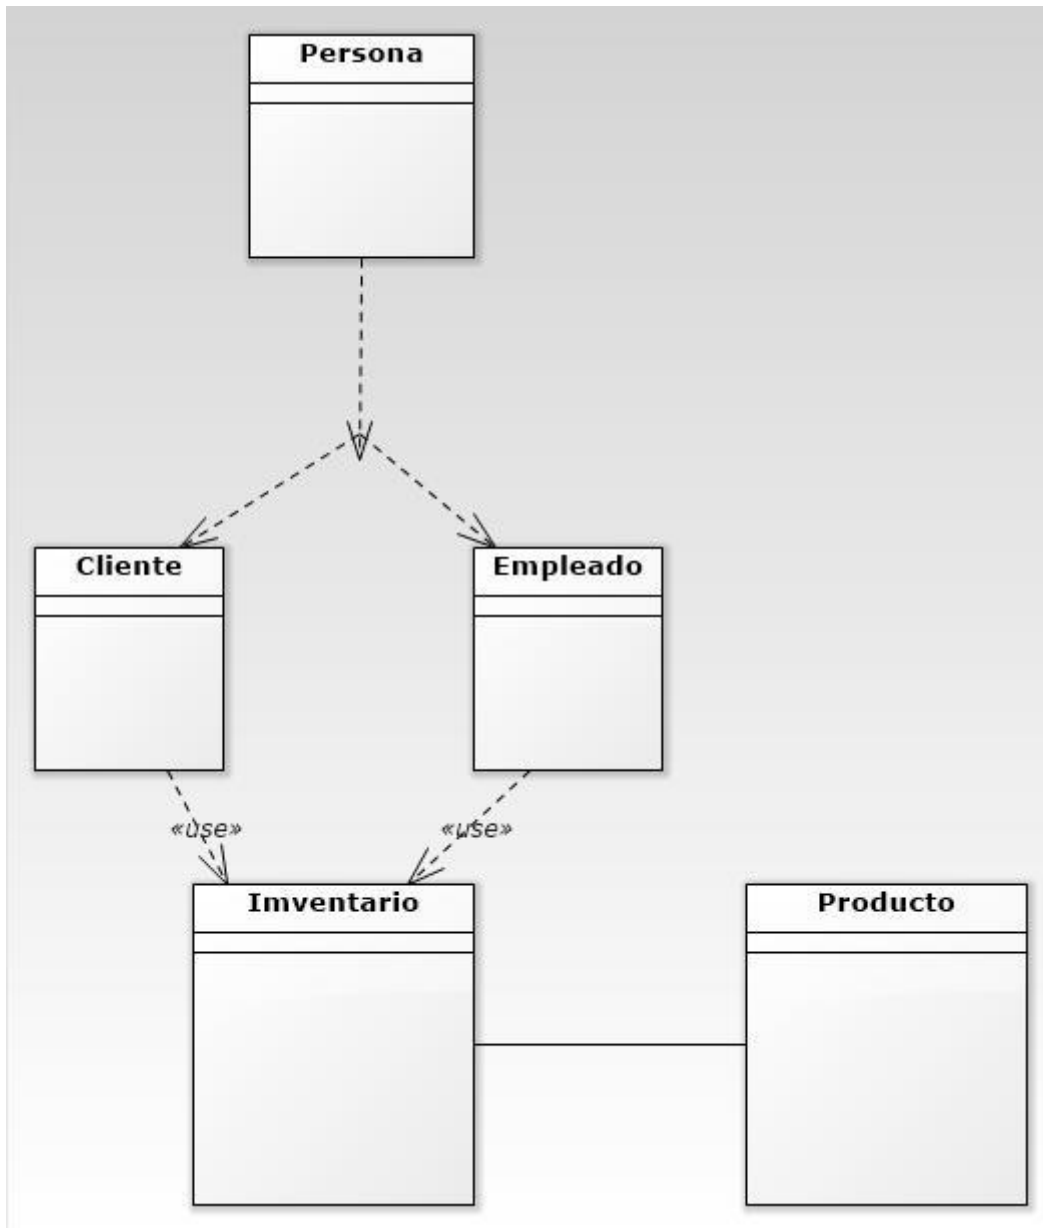 Persona
Cliente
Empleado
«use»
«use»
Imventario
Producto